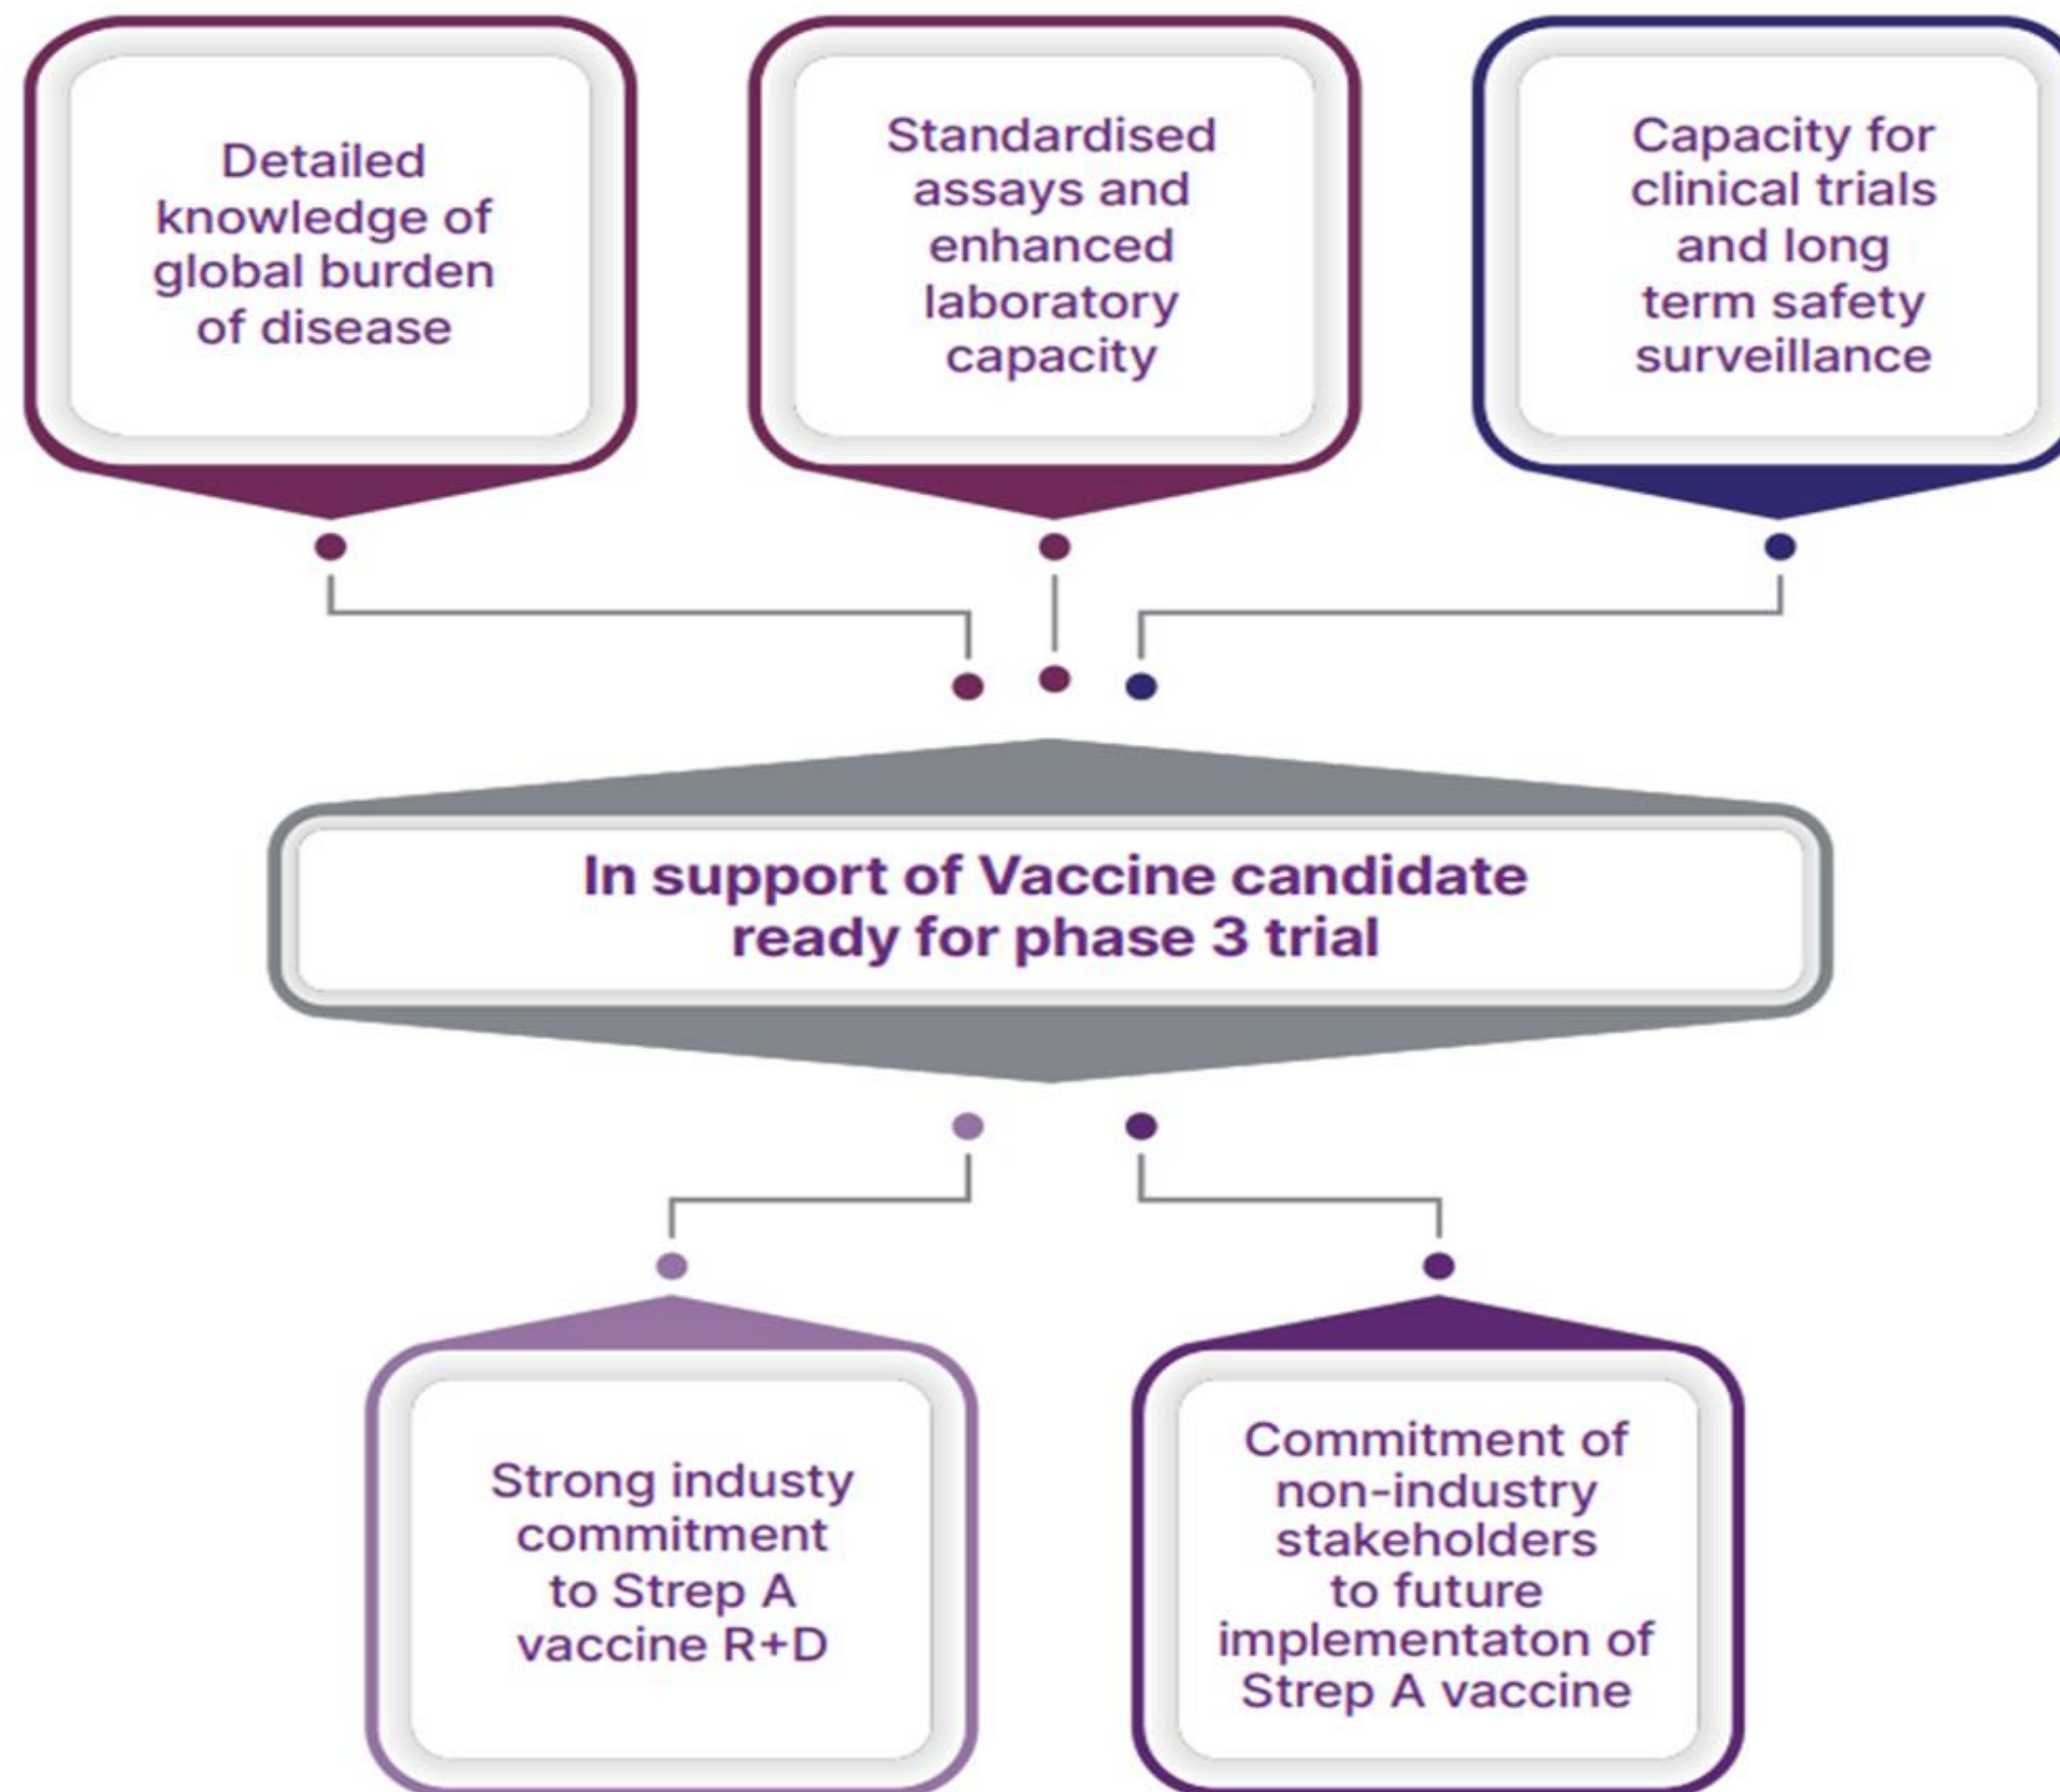 Detailed
knowledge of
global burden
of disease
Standardised
assays and
enhanced
laboratory
capacity
Capacity for
clinical trials
and long
term safety
surveillance
In support of Vaccine candidate
ready for phase 3 trial
Strong industy
commitment
to Strep A
vaccine R+D
Commitment of
non-industry
stakeholders
to future
implementaton of
Strep A vaccine